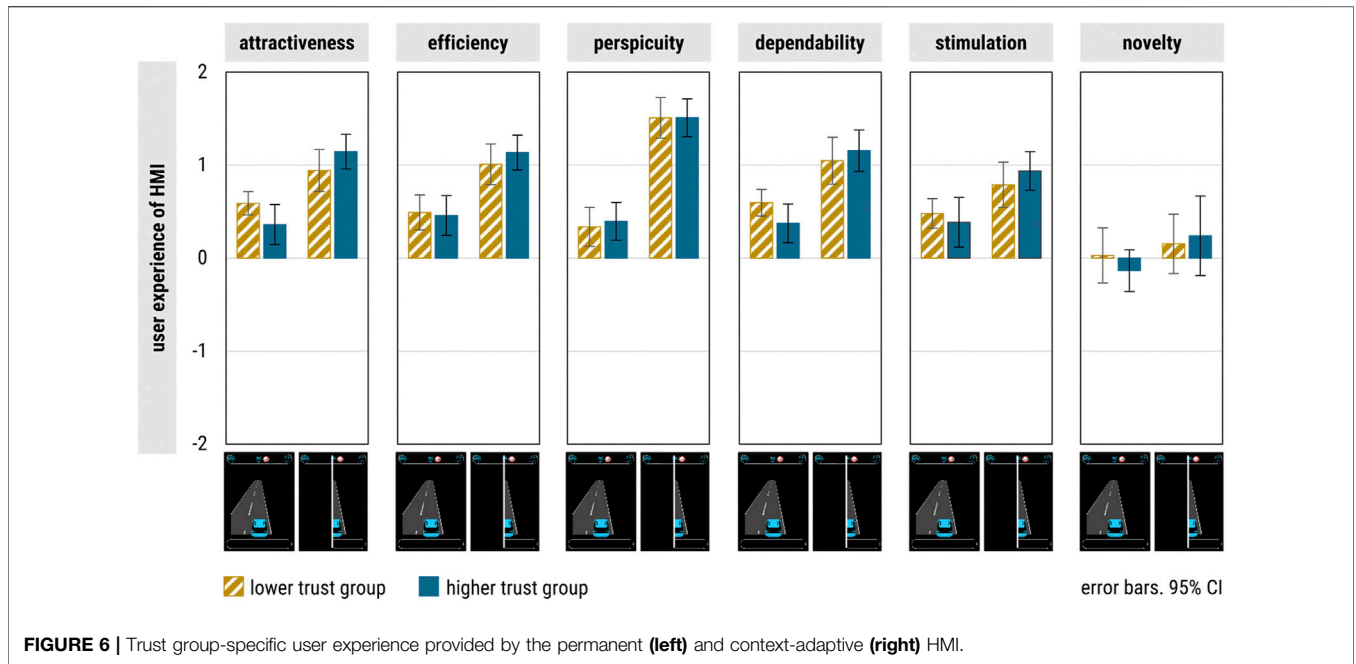 attractiveness efficiency perspicuity dependability stimulation novelty
user experience of HMI
2
1
0
-1
-2
lower trust group higher trust group error bars. 95% CI
FIGURE 6 | Trust group-specific user experience provided by the permanent (left) and context-adaptive (right) HMI.